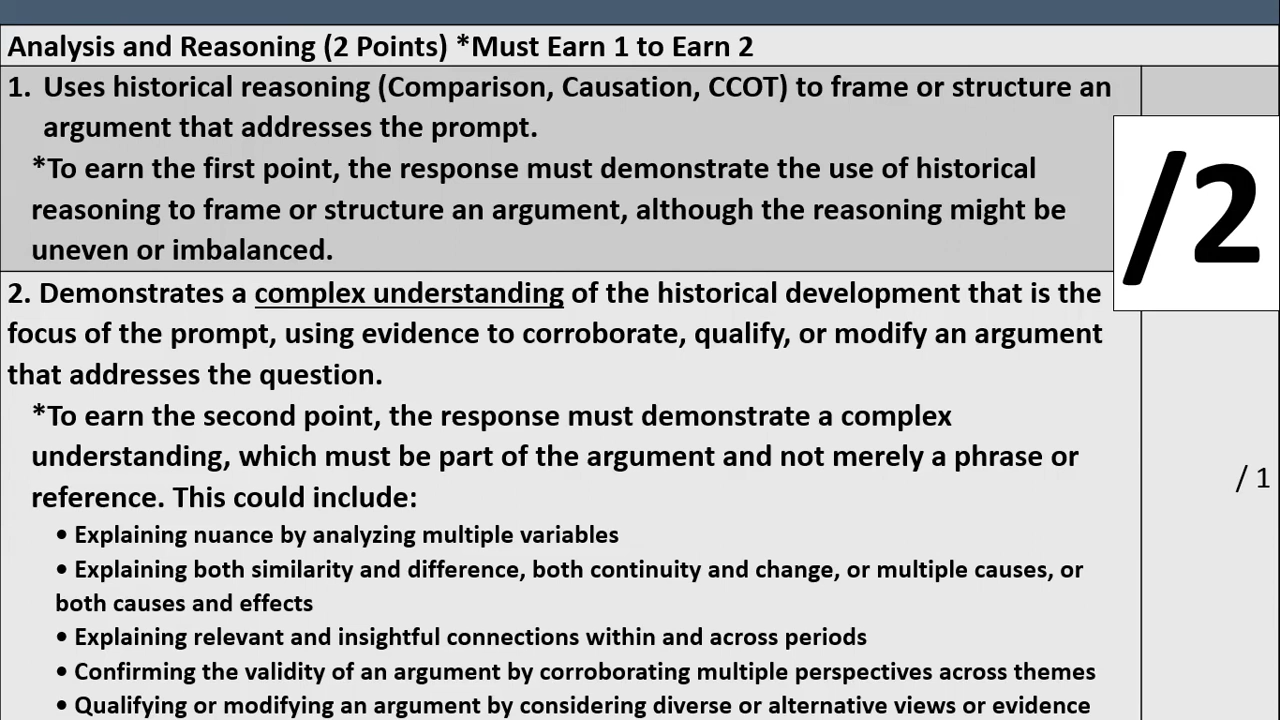 Analysis and Reasoning (2 Points) *Must Earn 1 to Earn 2
1. Uses historical reasoning (Comparison, Causation, CCOT) to frame or structure an
argument that addresses the prompt.
*To earn the first point, the response must demonstrate the use of historical
reasoning to frame or structure an argument, although the reasoning might be
uneven or imbalanced.
/2
2. Demonstrates a complex understanding of the historical development that is the
focus of the prompt, using evidence to corroborate, qualify, or modify an argument
that addresses the question.
*To earn the second point, the response must demonstrate a complex
understanding, which must be part of the argument and not merely a phrase or
reference. This could include:
/ 1
• Explaining nuance by analyzing multiple variables
• Explaining both similarity and difference, both continuity and change, or multiple causes, or
both causes and effects
• Explaining relevant and insightful connections within and across periods
• Confirming the validity of an argument by corroborating multiple perspectives across themes
• Qualifying or modifying an argument by considering diverse or alternative views or evidence